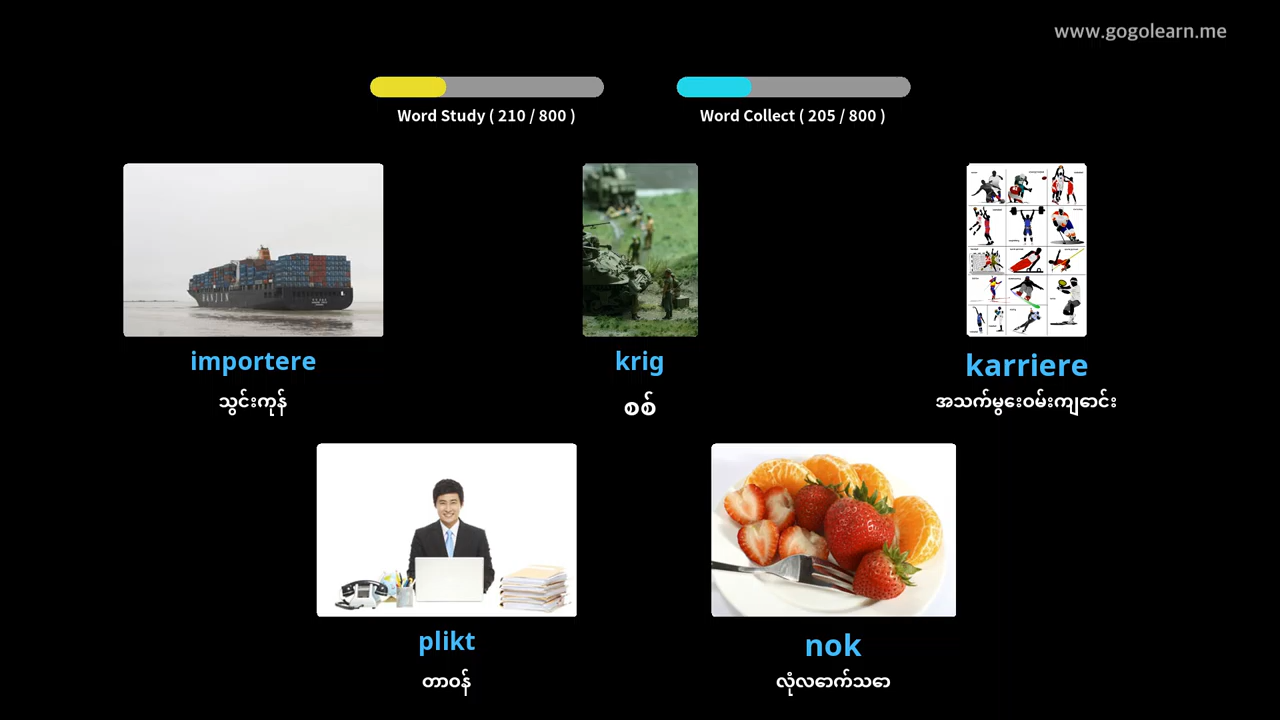 www.gogolearn.me
Word Study ( 210 / 800 )
Word Collect ( 205 / 800 )
importere
krig
karriere
သွင်းကုန်
စစ်
အသက်မွေးဝမ်းကျောင်း
plikt
nok
တာဝန်
လုံလောက်သော